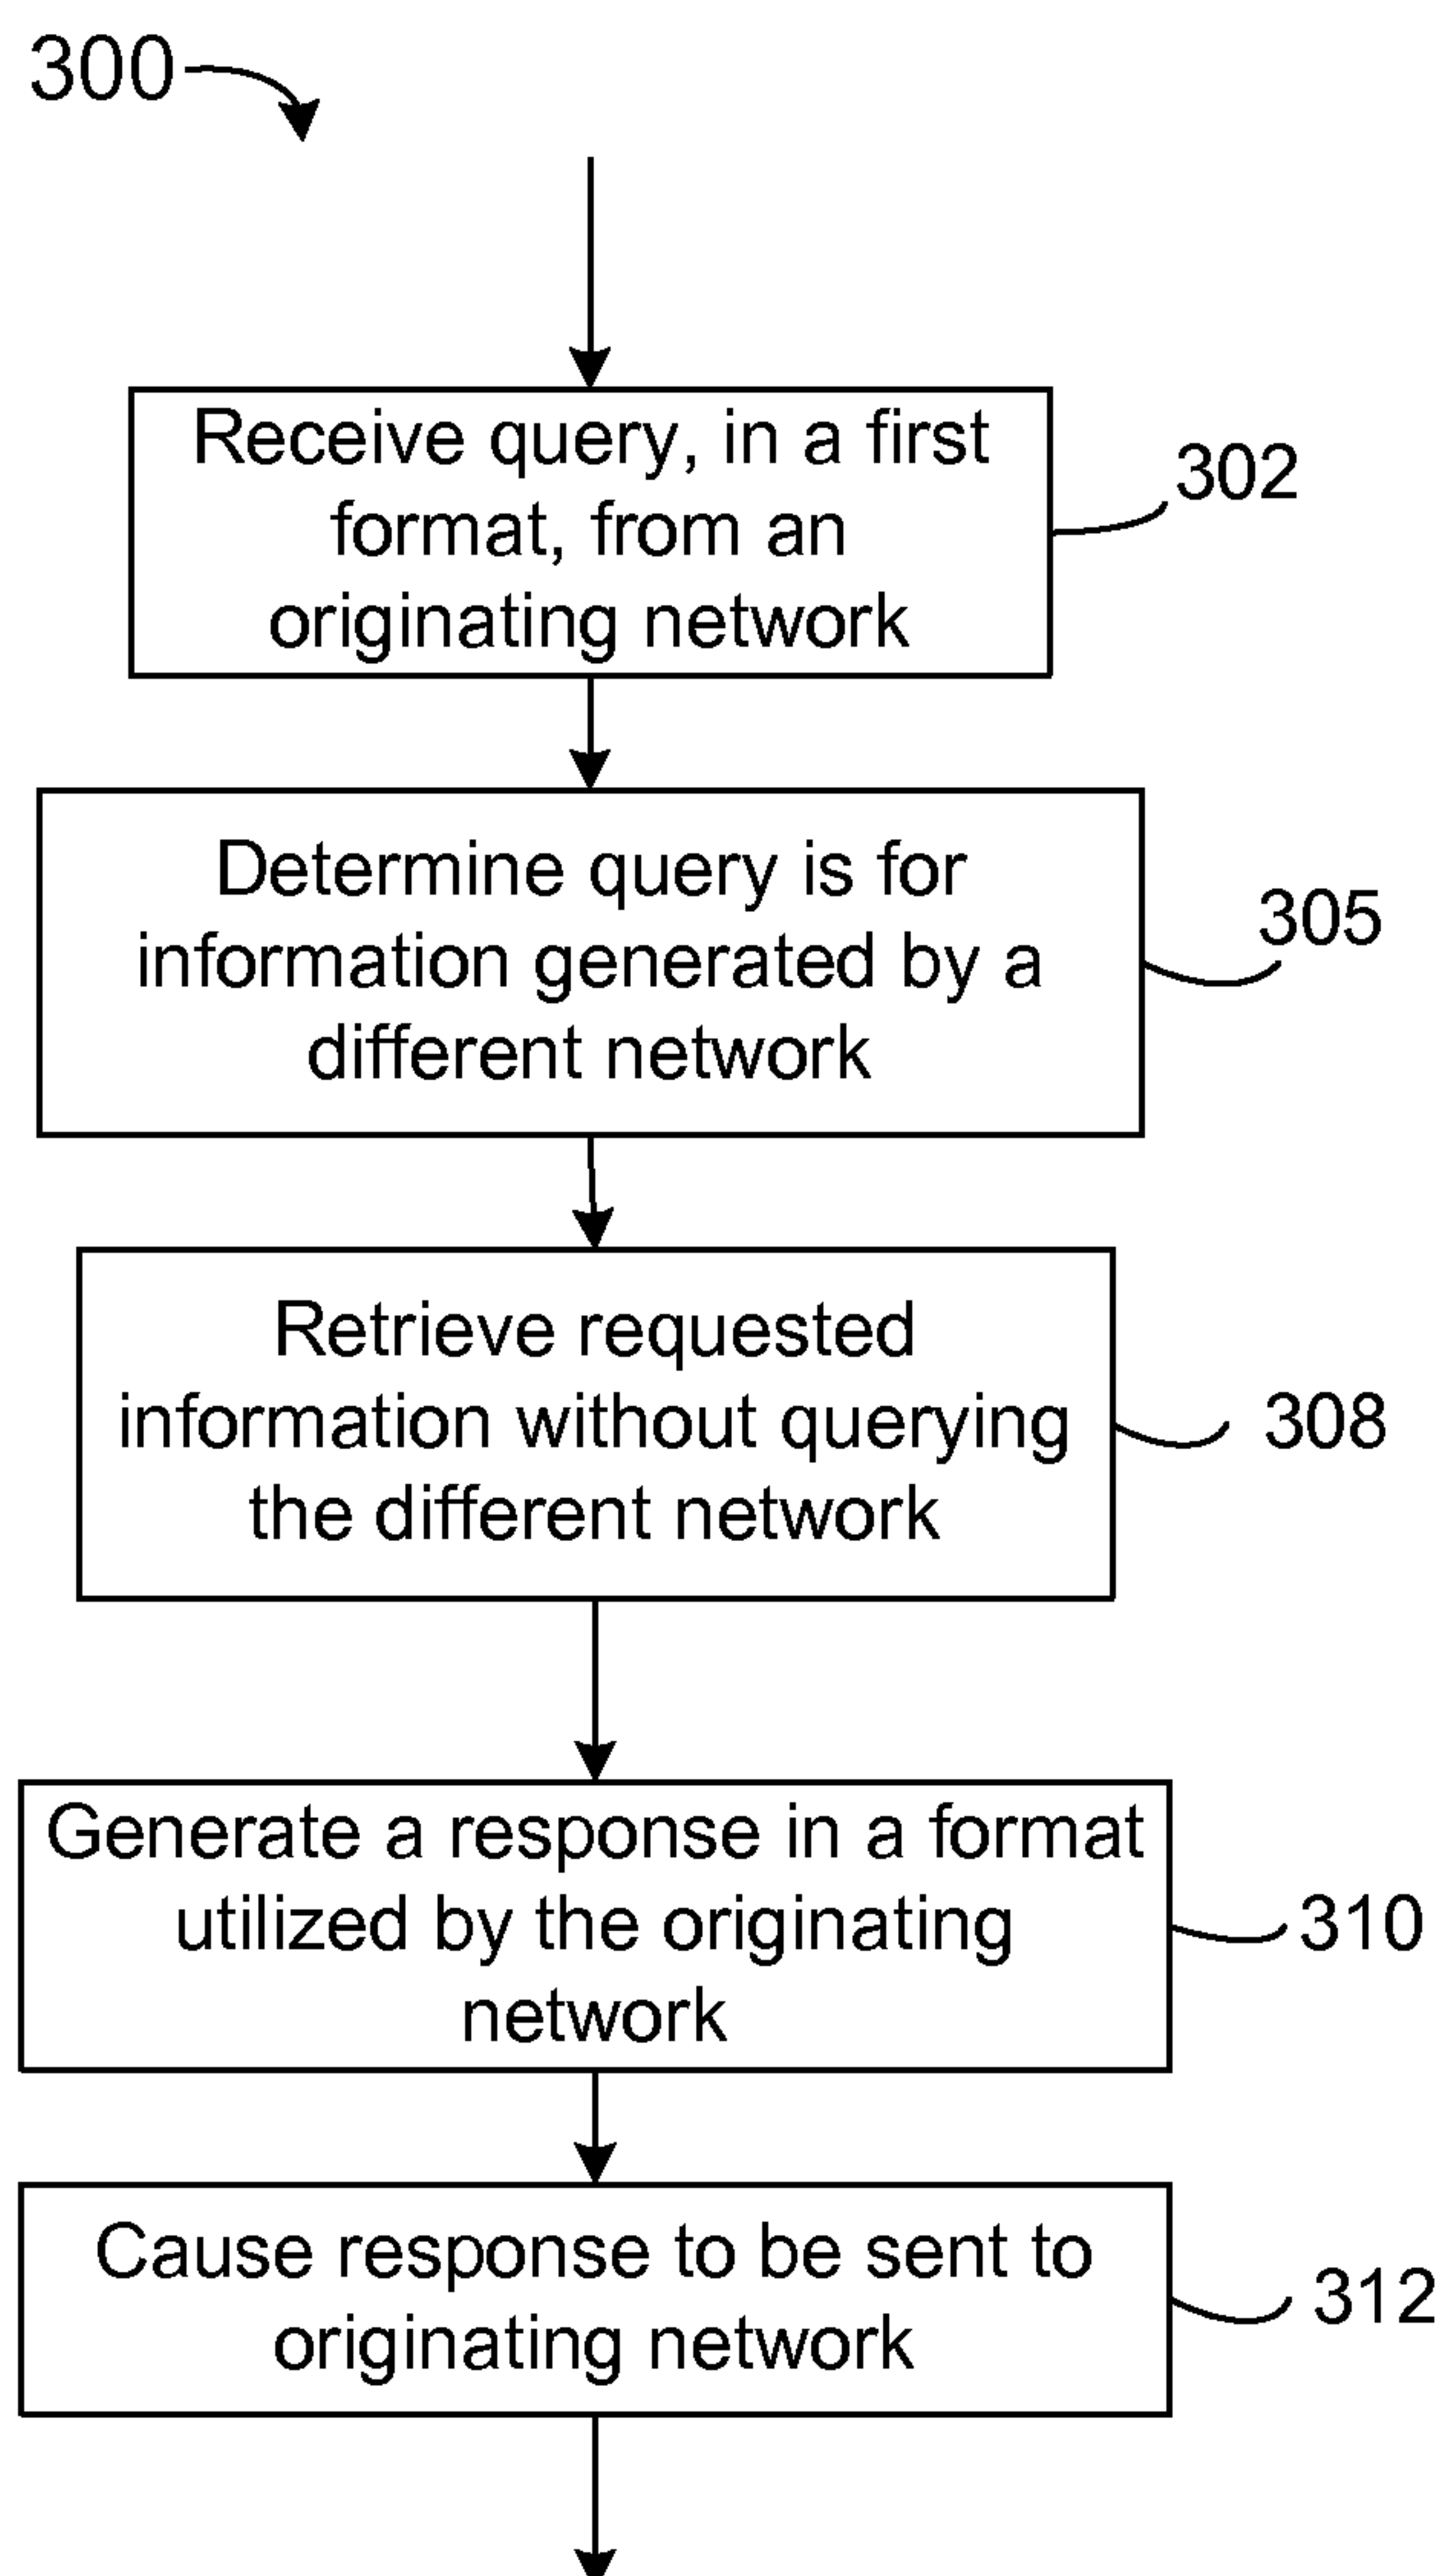 300
Receive query, in a first
format, from an
originating network
302
Determine query is for
information generated by a
different network
305
Retrieve requested
information without querying
the different network
308
Generate a response in a format
utilized by the originating
network
310
Cause response to be sent to
originating network
312